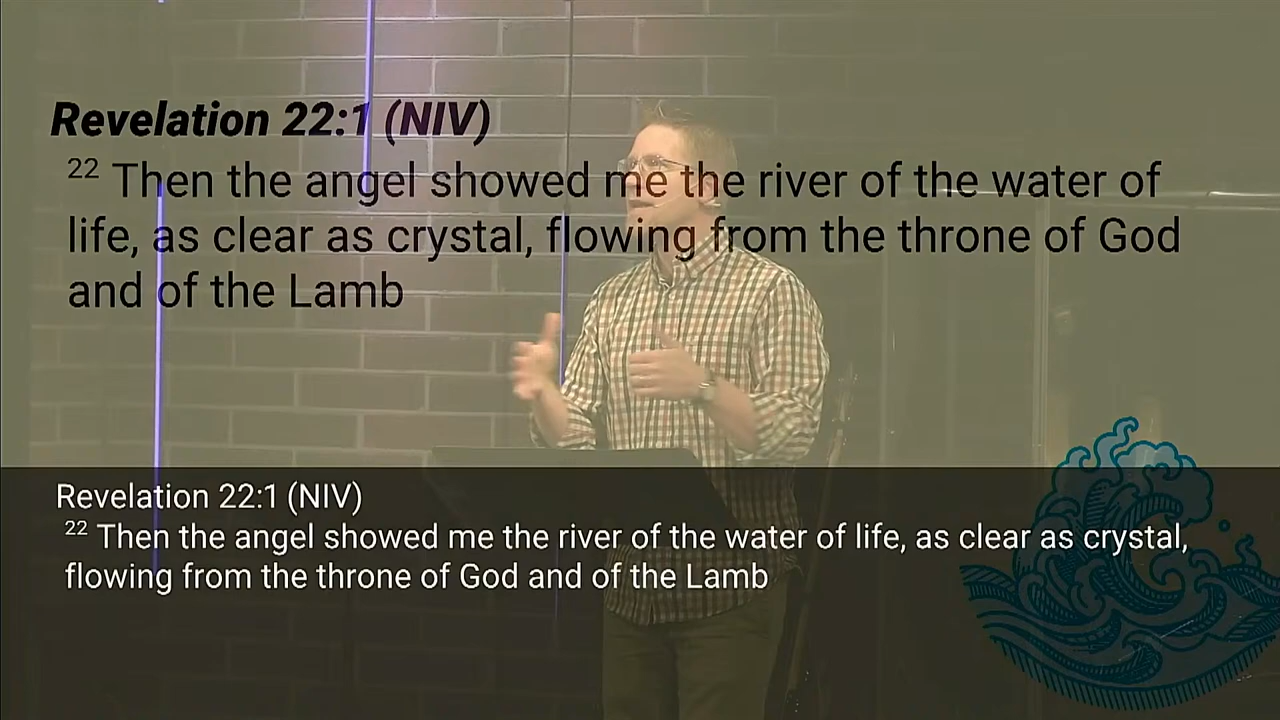 Revelation 22:1 (NIV)
22 Then the angel showed me the river of the water of
life, as clear as crystal, flowing from the throne of God
and of the Lamb
Revelation 22:1 (NIV)
22 Then the angel showed me the river of the water of life, as clear as crystal,
flowing from the throne of God and of the Lamb